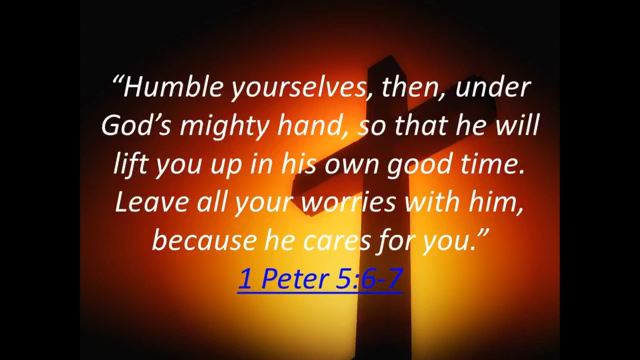 “Humble yourselves, then, under
God’s mighty hand, so that he will
lift you up in his own good time.
Leave all your worries with him,
because he cares for you.”
1 Peter 5:6-7